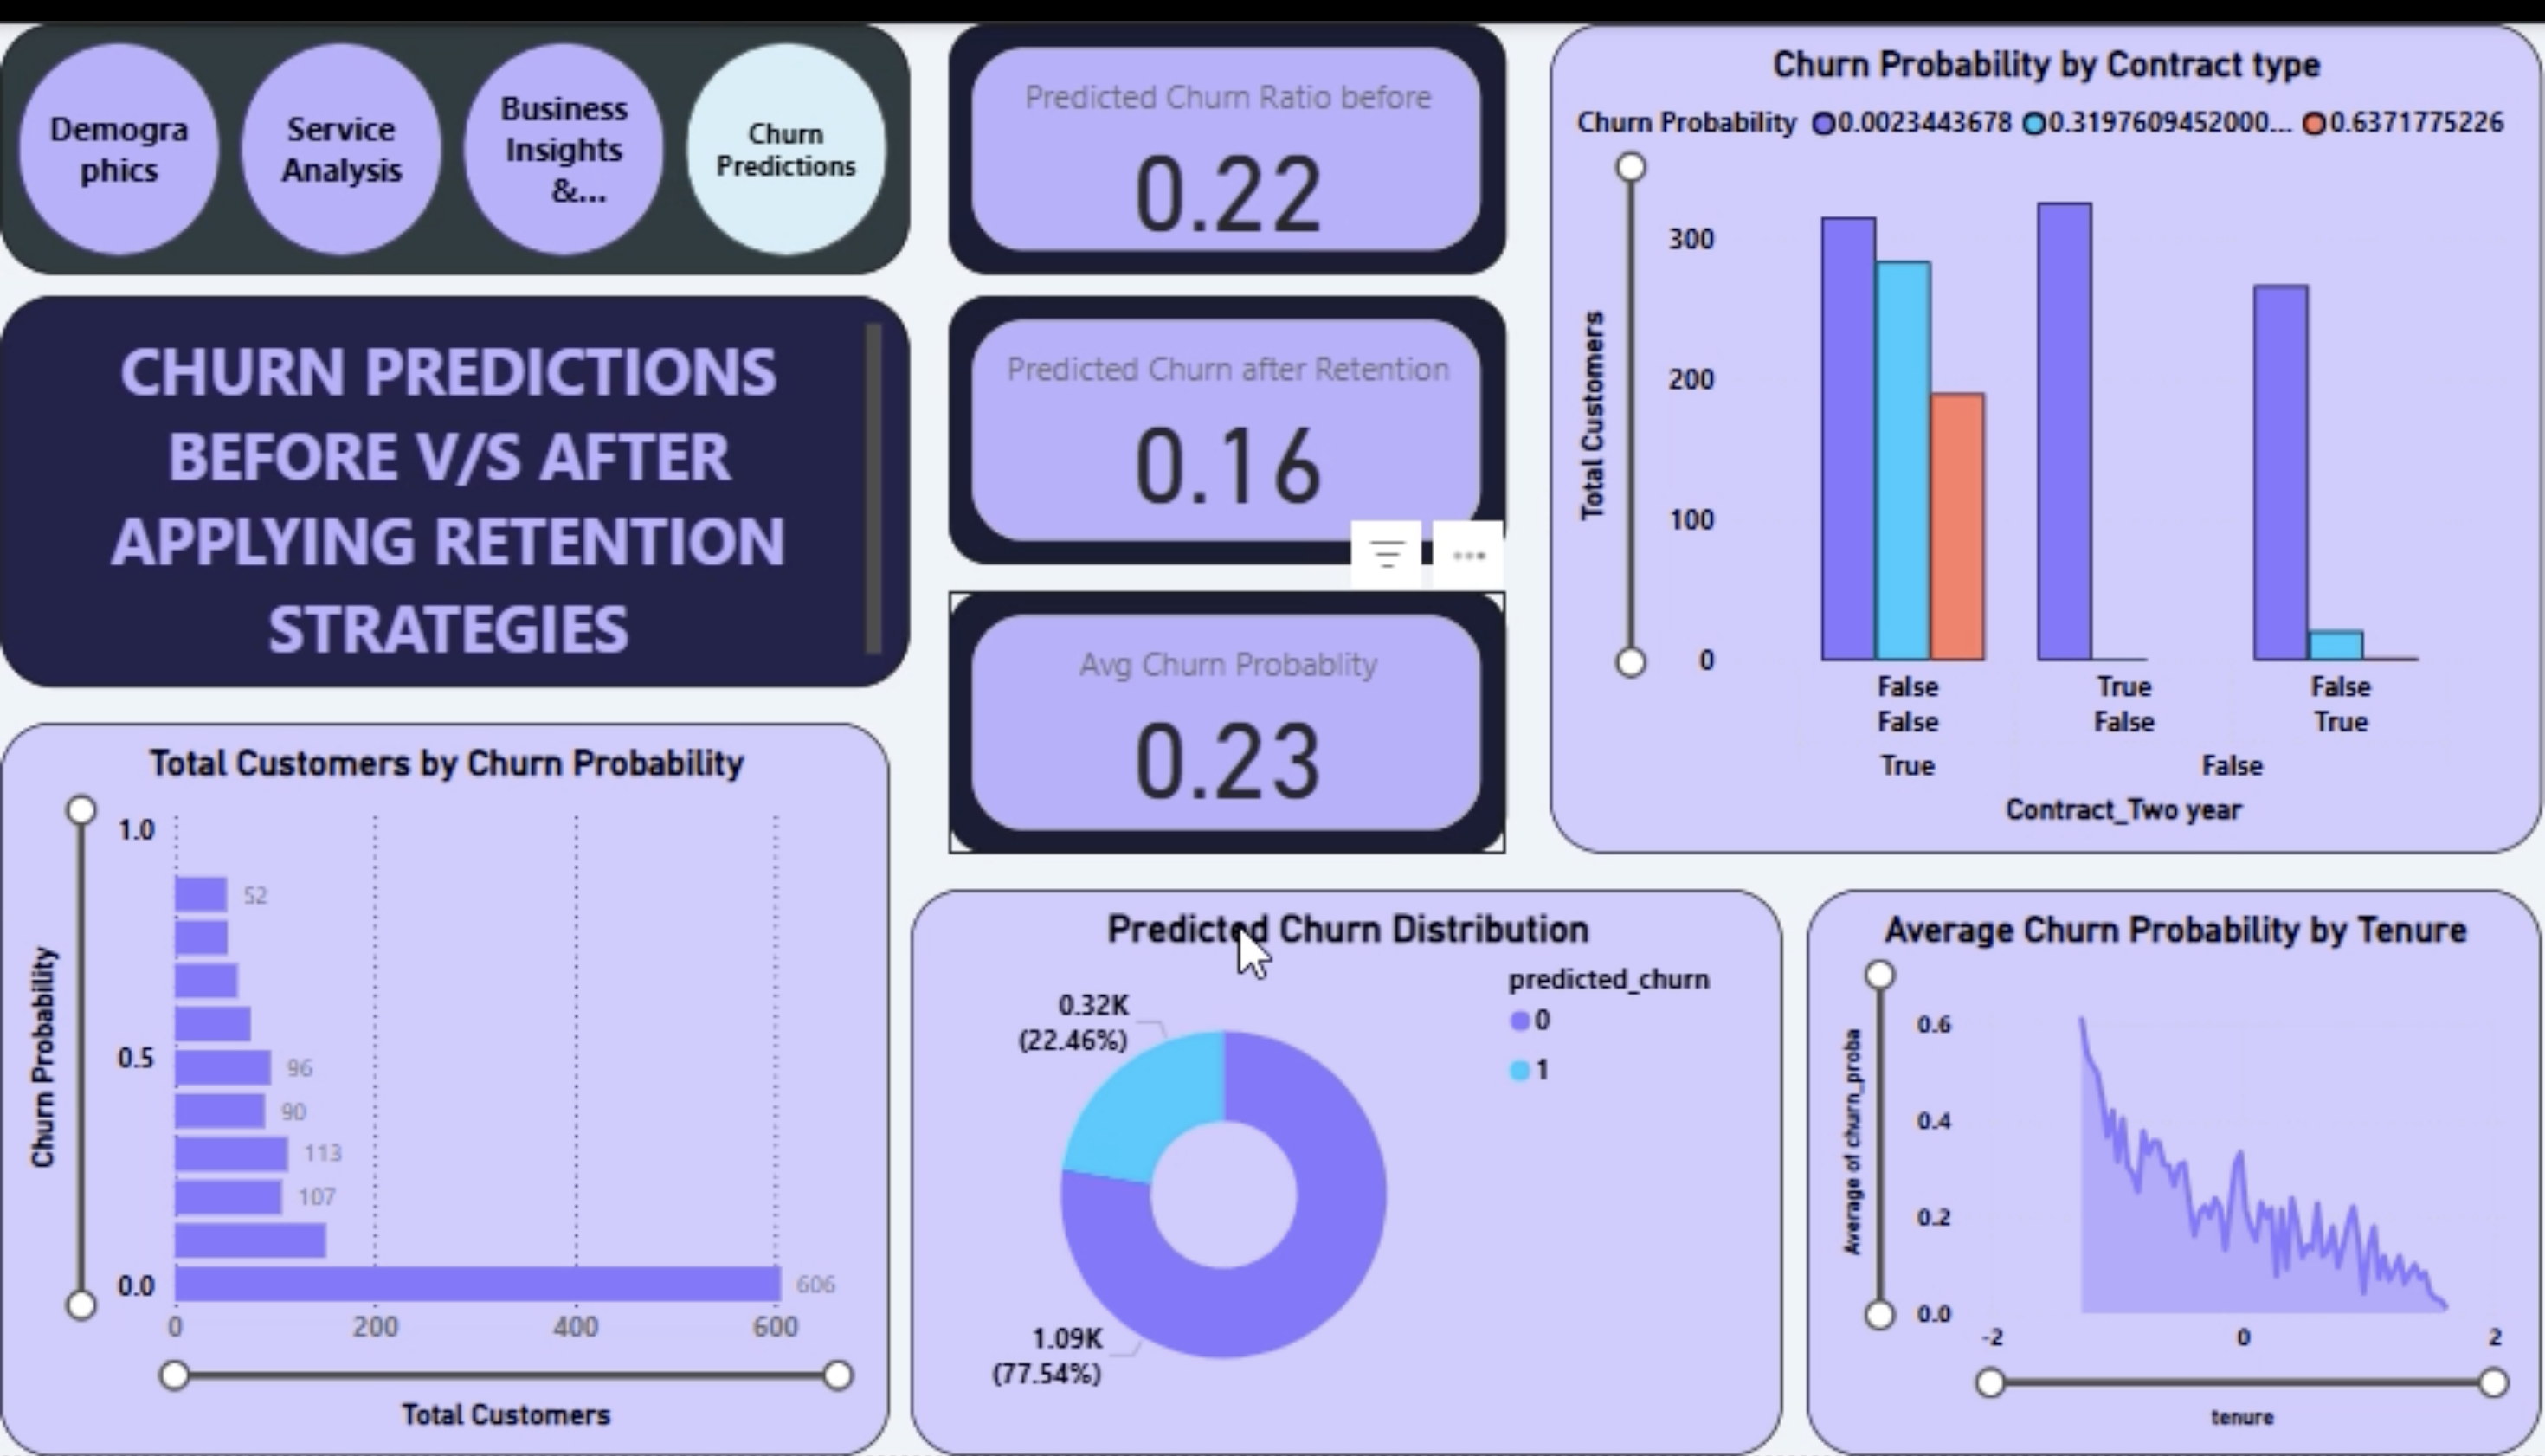 Demogra
phics
Service
Analysis
Business
Insights
&...
Churn
Predictions
CHURN PREDICTIONS
BEFORE V/S AFTER
APPLYING RETENTION
STRATEGIES
Predicted Churn Ratio before
0.22
Predicted Churn after Retention
0.16
Avg Churn Probablity
0.23
Churn Probability by Contract type
Churn Probability 0.0023443678 0.3197609452000... 0.6371775226
Total Customers
300
200
100
0
False True False
False False True
True False
Contract_Two year
Total Customers by Churn Probability
Churn Probability
1.0
52
0.5
96
90
113
107
0.0
606
0 200 400 600
Total Customers
Predicted Churn Distribution
predicted_churn
0
1
0.32K
(22.46%)
1.09K
(77.54%)
Average Churn Probability by Tenure
Average of churn_proba
0.6
0.4
0.2
0.0
-2 0 2
tenure